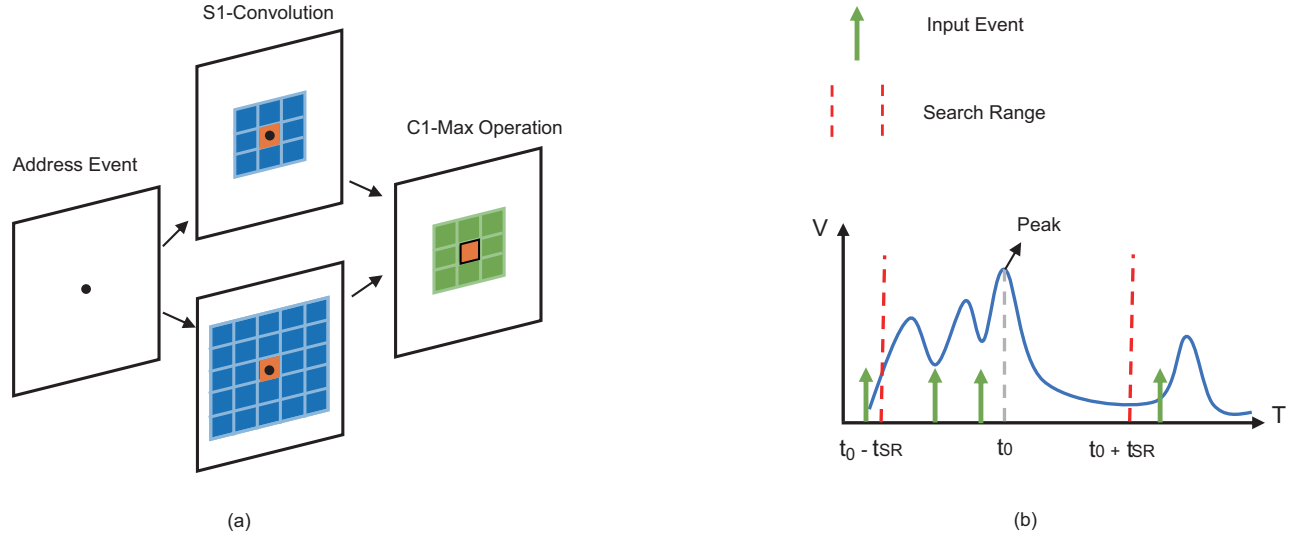 S1-Convolution
C1-Max Operation
Address Event
(a)
Input Event
Search Range
V
Peak
T
t0 - tSR
t0
t0 + tSR
(b)